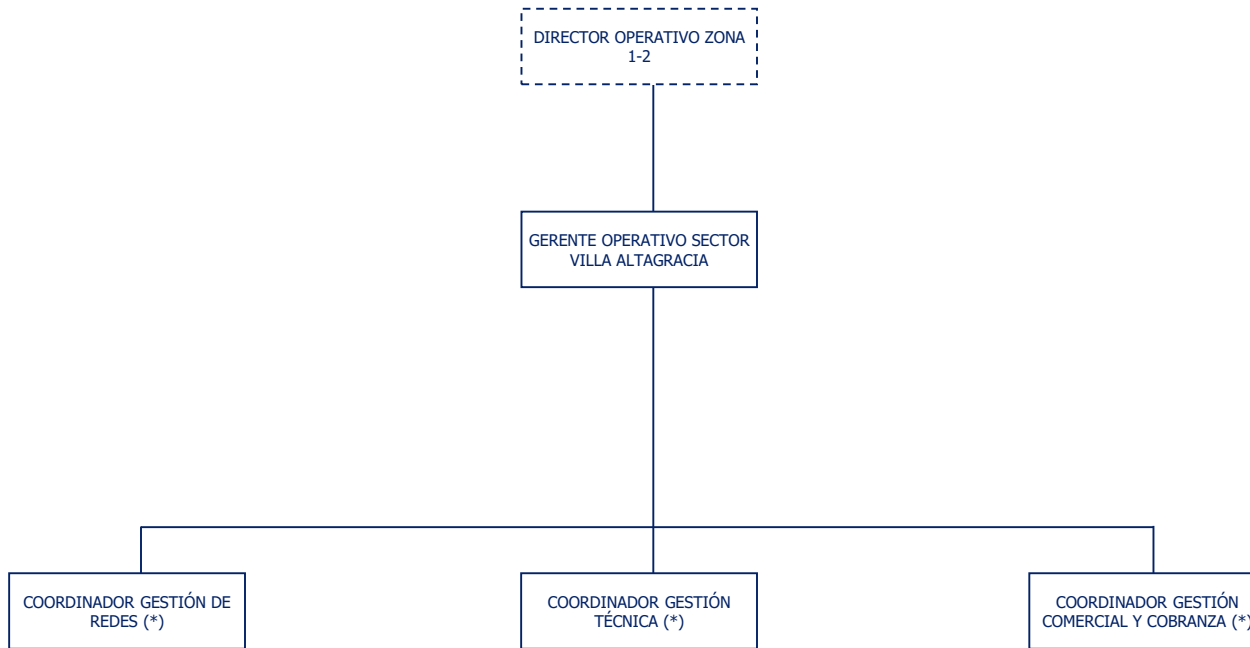 DIRECTOR OPERATIVO ZONA
1-2
GERENTE OPERATIVO SECTOR
VILLA ALTAGRACIA
COORDINADOR GESTIÓN DE
REDES (*)
COORDINADOR GESTIÓN
TÉCNICA (*)
COORDINADOR GESTIÓN
COMERCIAL Y COBRANZA (*)